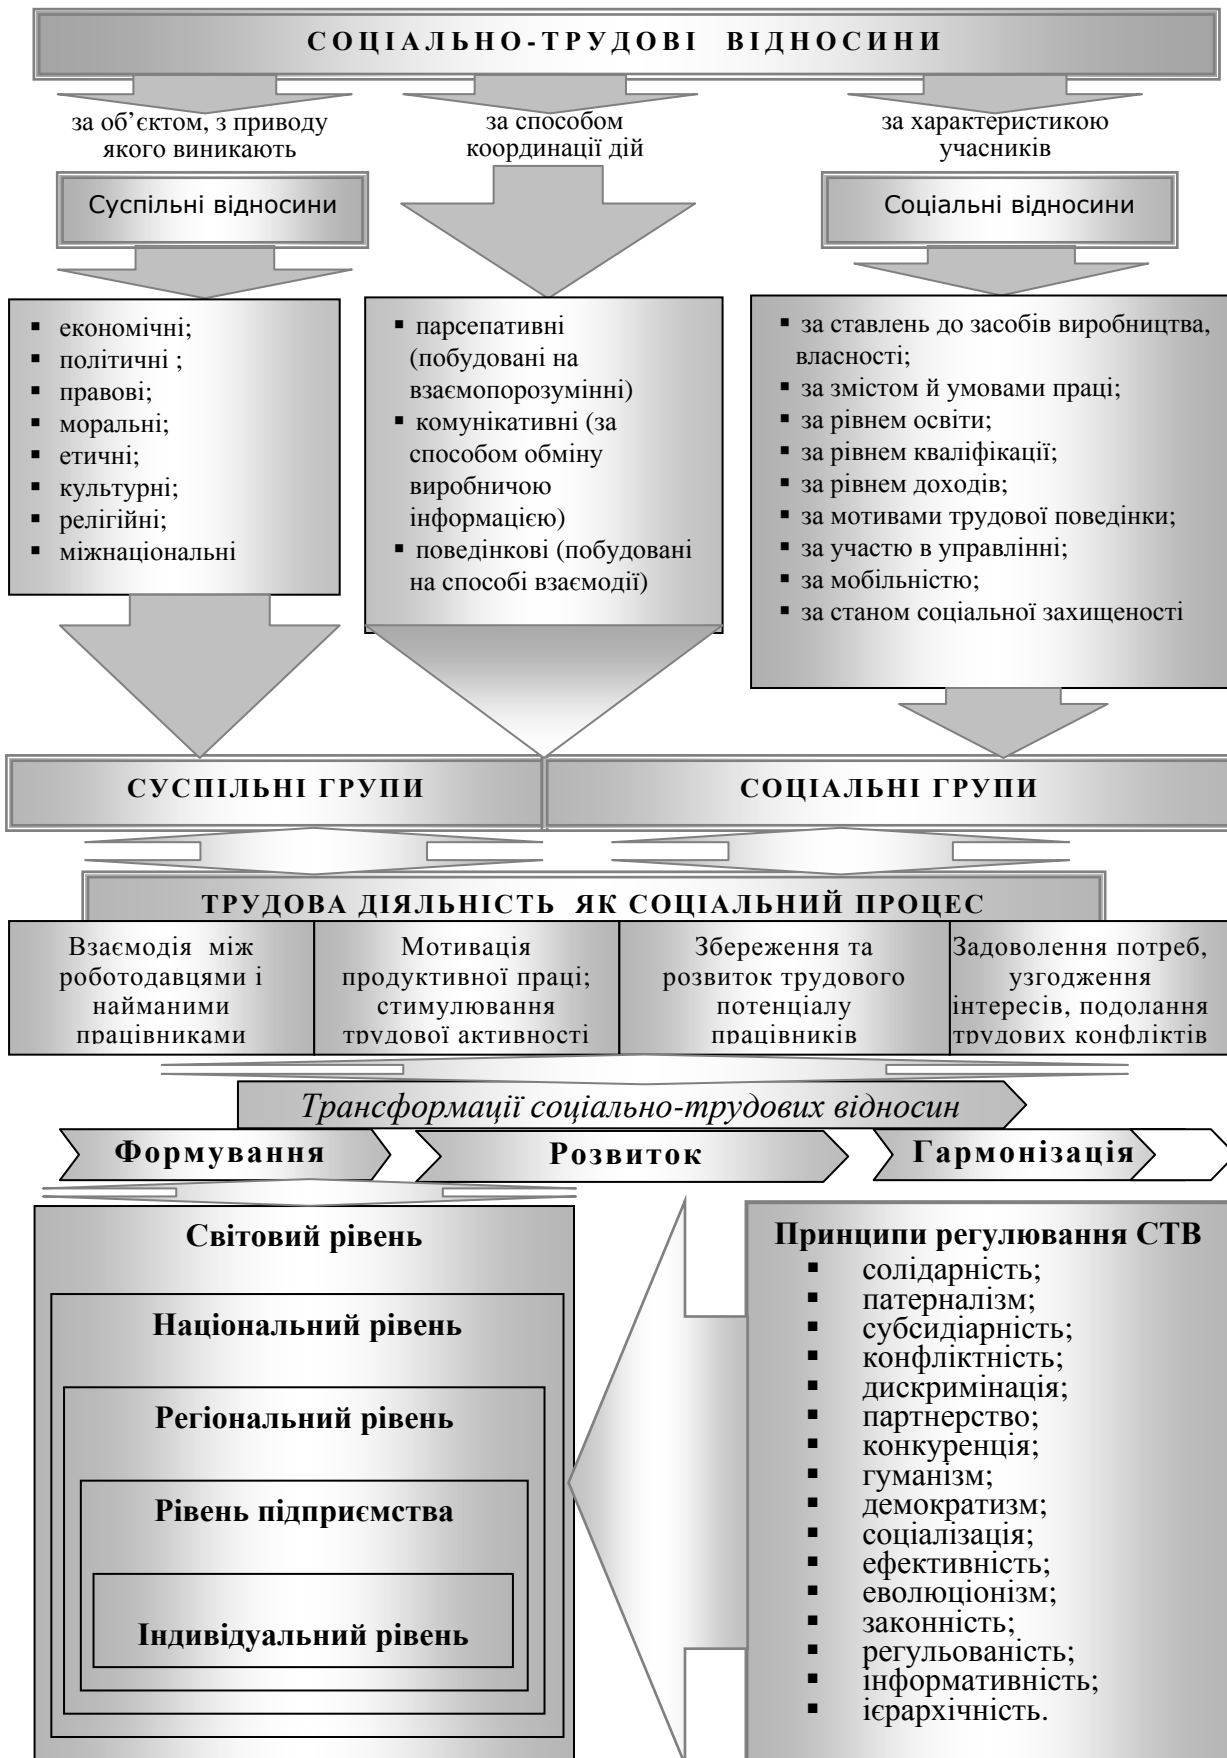 СОЦІАЛЬНО-ТРУДОВІ ВІДНОСИНИ
за об’єктом, з приводу
якого виникають
за способом
координації дій
за характеристикою
учасників
Суспільні відносини
Соціальні відносини
▪ економічні;
▪ політичні ;
▪ правові;
▪ моральні;
▪ етичні;
▪ культурні;
▪ релігійні;
▪ міжнаціональні
▪ парсепативні
(побудовані на
взаємопорозумінні)
▪ комунікативні (за
способом обміну
виробничою
інформацією)
▪ поведінкові (побудовані
на способі взаємодії)
▪ за ставлень до засобів виробництва,
власності;
▪ за змістом й умовами праці;
▪ за рівнем освіти;
▪ за рівнем кваліфікації;
▪ за рівнем доходів;
▪ за мотивами трудової поведінки;
▪ за участю в управлінні;
▪ за мобільністю;
▪ за станом соціальної захищеності
СУСПІЛЬНІ ГРУПИ
СОЦІАЛЬНІ ГРУПИ
ТРУДОВА ДІЯЛЬНІСТЬ ЯК СОЦІАЛЬНИЙ ПРОЦЕС
Взаємодія між
роботодавцями і
найманими
працівниками
Мотивація
продуктивної праці;
стимулювання
трудової активності
Збереження та
розвиток трудового
потенціалу
працівників
Задоволення потреб,
узгодження
інтересів, подолання
трудових конфліктів
Трансформації соціально-трудових відносин
Формування
Розвиток
Гармонізація
Світовий рівень
Національний рівень
Регіональний рівень
Рівень підприємства
Індивідуальний рівень
Принципи регулювання СТВ
▪ солідарність;
▪ патерналізм;
▪ субсидіарність;
▪ конфліктність;
▪ дискримінація;
▪ партнерство;
▪ конкуренція;
▪ гуманізм;
▪ демократизм;
▪ соціалізація;
▪ ефективність;
▪ еволюціонізм;
▪ законність;
▪ регульованість;
▪ інформативність;
▪ ієрархічність.